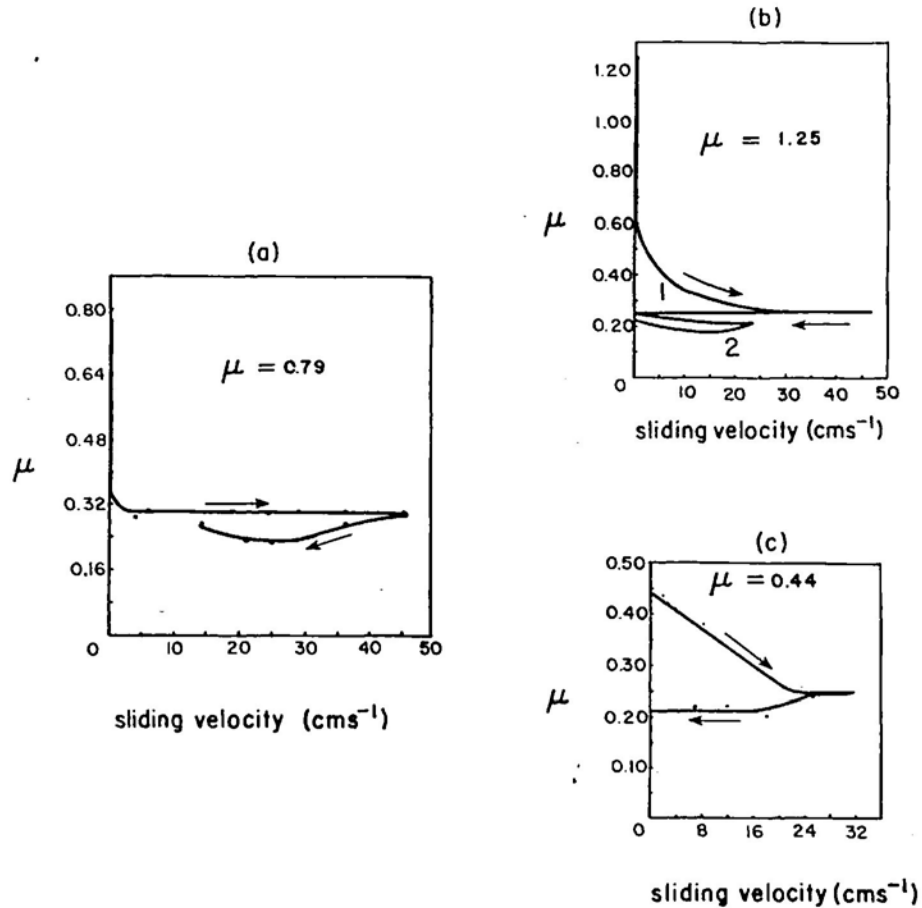 (a)
μ
0.80
0.64
0.48
0.32
0.16
0
μ = 0.79
0 10 20 30 40 50
sliding velocity (cms⁻¹)
(b)
μ
1.20
1.00
0.80
0.60
0.40
0.20
0
μ = 1.25
1
2
10 20 30 40 50
sliding velocity (cms⁻¹)
(c)
μ
0.50
0.40
0.30
0.20
0.10
0
μ = 0.44
8 16 24 32
sliding velocity (cms⁻¹)